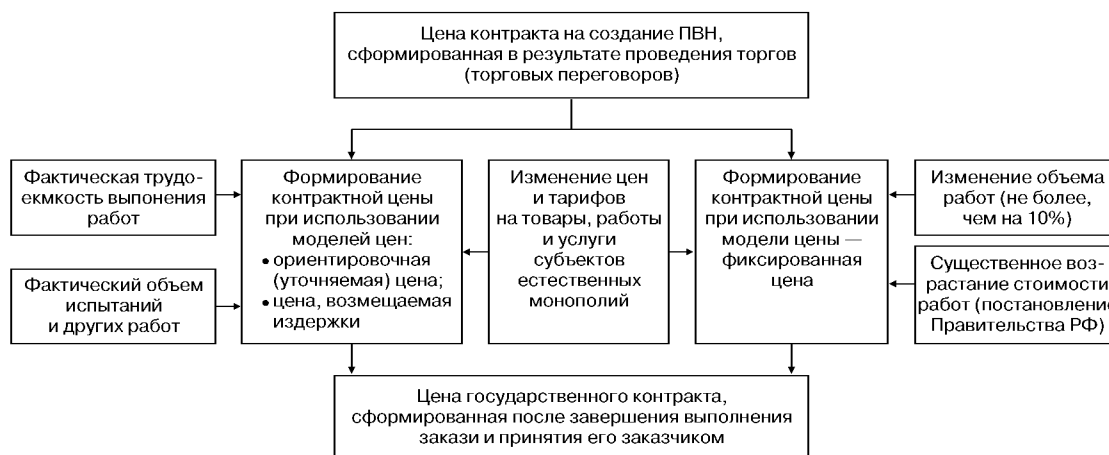 Цена контракта на создание ПВН,
сформированная в результате проведения торгов
(торговых переговоров)
Фактическая трудо-
екмкость выпонения
работ
Фактический объем
испытаний
и других работ
Формирование
контрактной цены
при использовании
моделей цен:
• ориентировочная
(уточняемая) цена;
• цена, возмещаемая
издержки
Изменение цен
и тарифов
на товары, работы
и услуги
субъектов
естественных
монополий
Формирование
контрактной цены
при использовании
модели цены —
фиксированная
цена
Изменение объема
работ (не более,
чем на 10%)
Существенное воз-
растание стоимости
работ (постановление
Правительства РФ)
Цена государственного контракта,
сформированная после завершения выполнения
закази и принятия его заказчиком